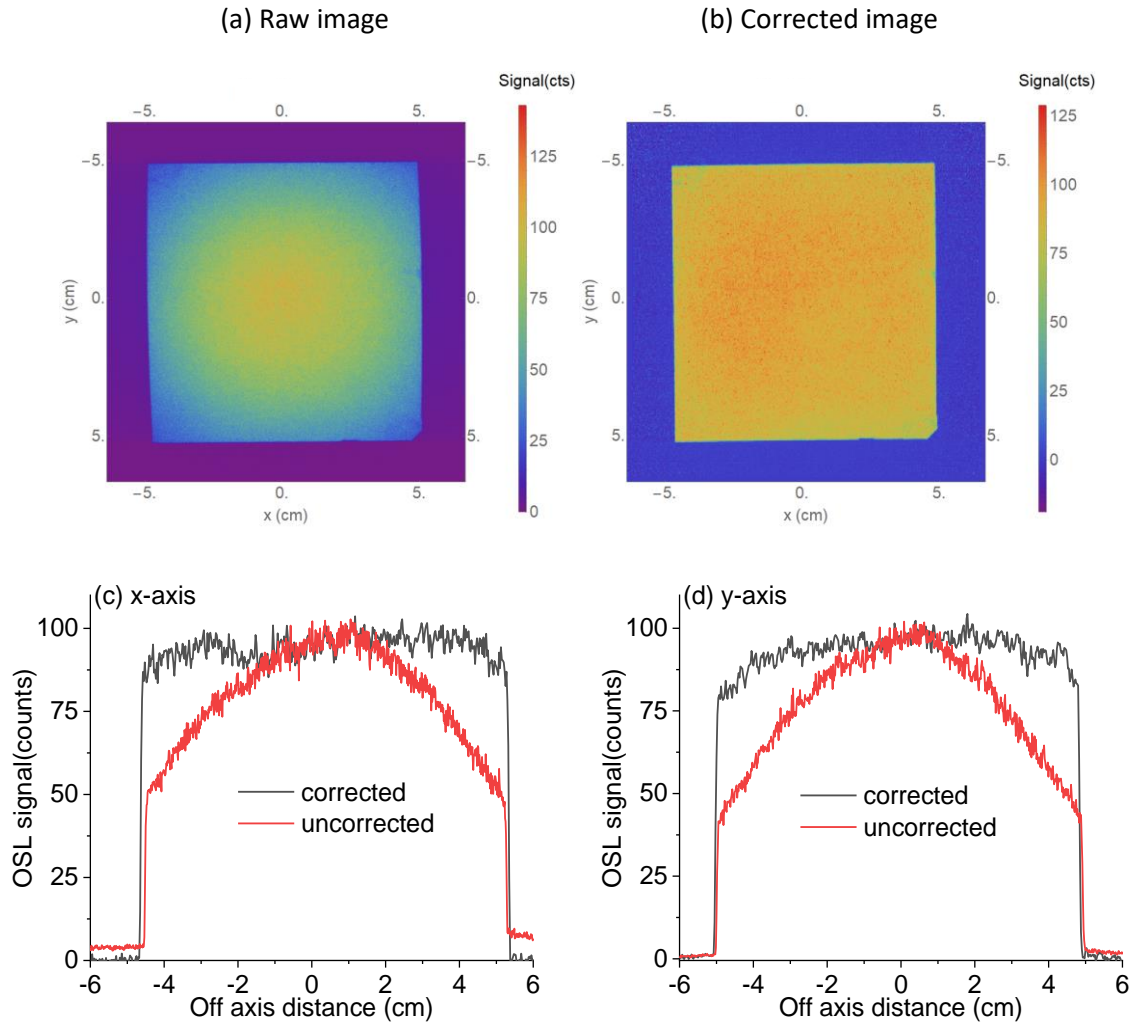 (a) Raw image
(b) Corrected image
Signal(cts)
−5. 0. 5.
−5. −5.
0. 0.
5. 5.
y (cm)
−5. 0. 5.
x (cm)
125
100
75
50
25
0
Signal(cts)
−5. 0. 5.
−5. −5.
0. 0.
5. 5.
y (cm)
−5. 0. 5.
x (cm)
125
100
75
50
25
0
(c) x-axis
OSL signal(counts)
100
75
50
25
0
corrected
uncorrected
-6 -4 -2 0 2 4 6
Off axis distance (cm)
(d) y-axis
OSL signal(counts)
100
75
50
25
0
corrected
uncorrected
-6 -4 -2 0 2 4 6
Off axis distance (cm)